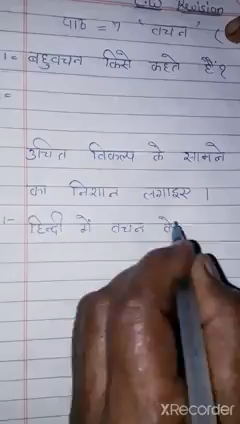 C.W Revision
पाठ = 7 'वचन' (
1= बहुवचन किसे कहते हैं?
=
उचित विकल्प के सामने
का निशान लगाइए ।
1- हिन्दी में वचन के
XRecorder